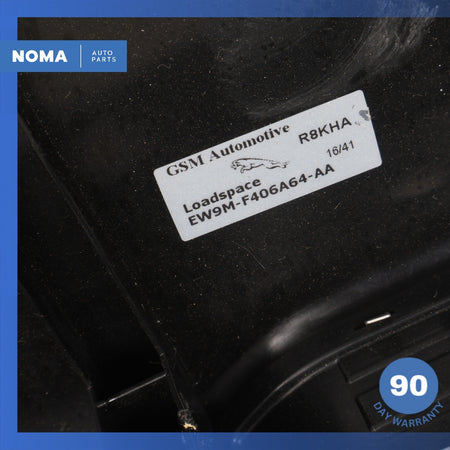 NOMA AUTO
PARTS
GSM Automotive R8KHA
16/41
Loadspace
EW9M-F406A64-AA
90
DAY WARRANTY